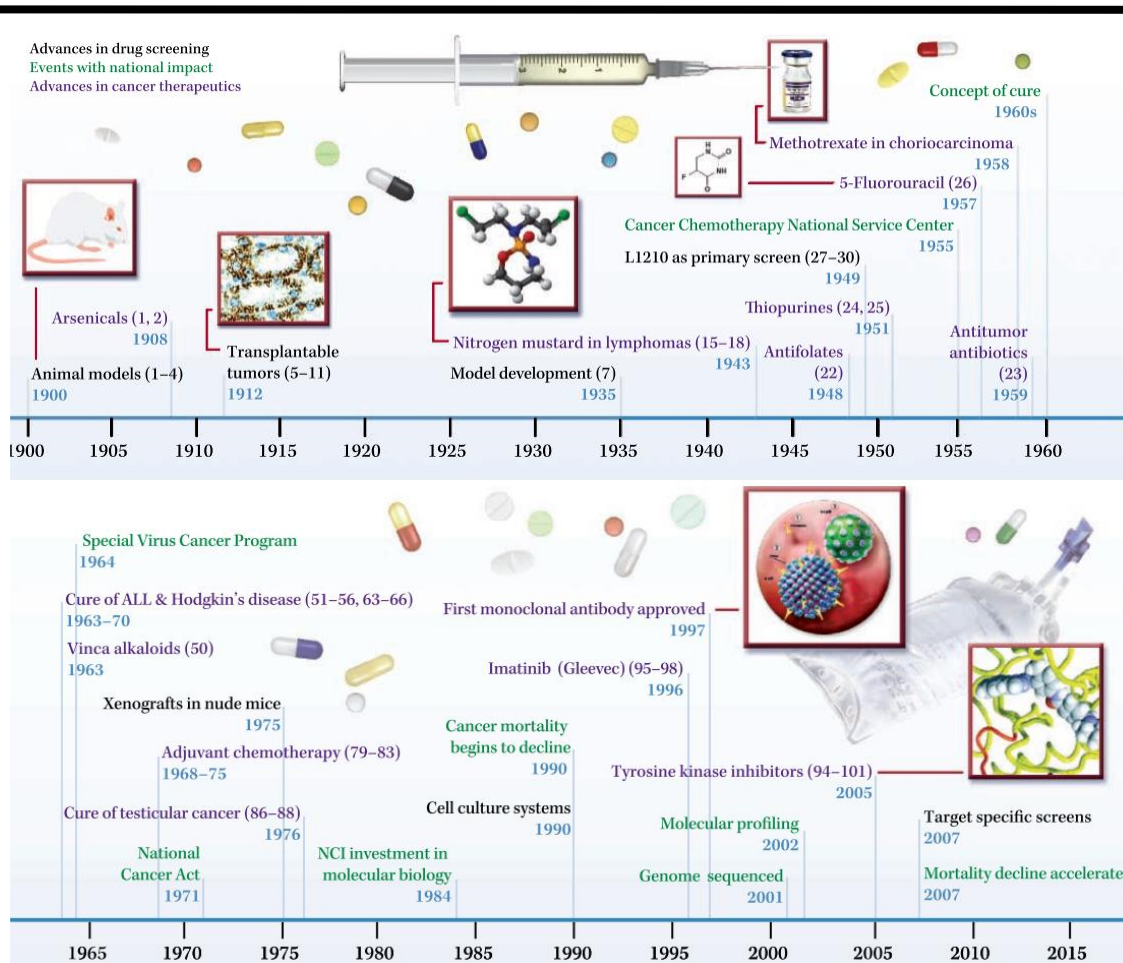 Advances in drug screening
Events with national impact
Advances in cancer therapeutics
Concept of cure
1960s
Methotrexate in choriocarcinoma
1958
5-Fluorouracil (26)
1957
Cancer Chemotherapy National Service Center
1955
L1210 as primary screen (27–30)
1949
Thiopurines (24, 25)
1951
Arsenicals (1, 2)
1908
Animal models (1–4)
1900
Transplantable
tumors (5–11)
1912
Nitrogen mustard in lymphomas (15–18)
1943
Model development (7)
1935
Antifolates
(22)
1948
Antitumor
antibiotics
(23)
1959
3 2 1
H
N
O
F
NH
O
1900 1905 1910 1915 1920 1925 1930 1935 1940 1945 1950 1955 1960
Special Virus Cancer Program
1964
Cure of ALL & Hodgkin's disease (51–56, 63–66)
1963–70
Vinca alkaloids (50)
1963
Xenografts in nude mice
1975
Adjuvant chemotherapy (79–83)
1968–75
Cure of testicular cancer (86–88)
1976
National
Cancer Act
1971
NCI investment in
molecular biology
1984
First monoclonal antibody approved
1997
Imatinib (Gleevec) (95–98)
1996
Cancer mortality
begins to decline
1990
Tyrosine kinase inhibitors (94–101)
2005
Cell culture systems
1990
Molecular profiling
2002
Genome sequenced
2001
Target specific screens
2007
Mortality decline accelerate
2007
1965 1970 1975 1980 1985 1990 1995 2000 2005 2010 2015